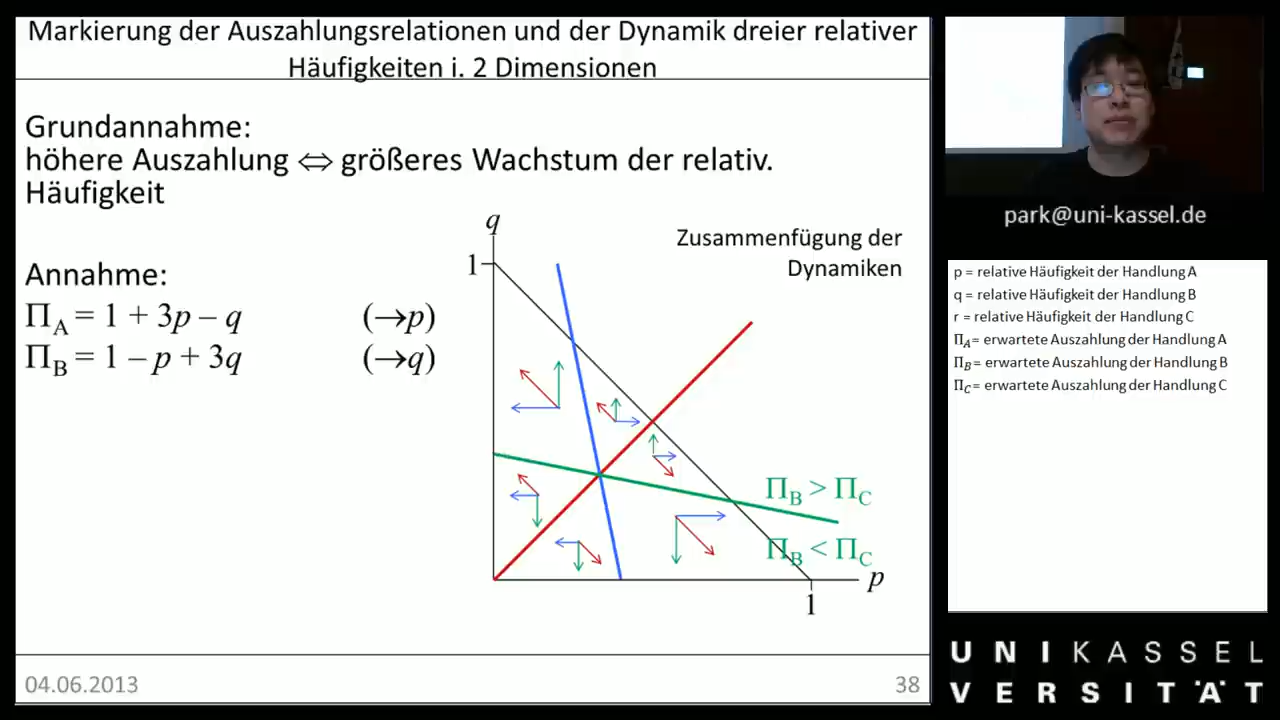 Markierung der Auszahlungsrelationen und der Dynamik dreier relativer
Häufigkeiten i. 2 Dimensionen
Grundannahme:
höhere Auszahlung ⇔ größeres Wachstum der relativ.
Häufigkeit
Annahme:
Π_A = 1 + 3p – q (→p)
Π_B = 1 – p + 3q (→q)
q
Zusammenfügung der
Dynamiken
1
Π_B > Π_C
Π_B < Π_C
p
1
04.06.2013
38
park@uni-kassel.de
p = relative Häufigkeit der Handlung A
q = relative Häufigkeit der Handlung B
r = relative Häufigkeit der Handlung C
Π_A= erwartete Auszahlung der Handlung A
Π_B= erwartete Auszahlung der Handlung B
Π_C= erwartete Auszahlung der Handlung C
UNIKASSEL
VERSITÄT